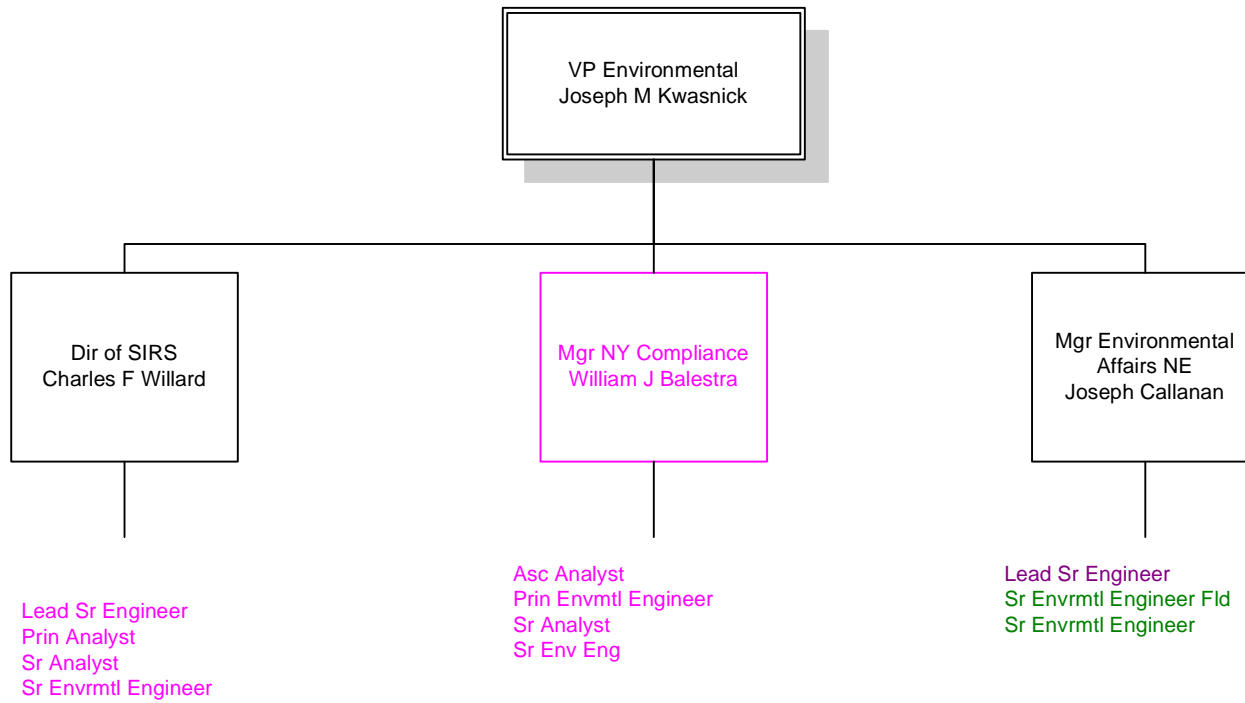 VP Environmental
Joseph M Kwasnick
Dir of SIRS
Charles F Willard
Mgr NY Compliance
William J Balestra
Mgr Environmental
Affairs NE
Joseph Callanan
Lead Sr Engineer
Prin Analyst
Sr Analyst
Sr Envrmtl Engineer
Asc Analyst
Prin Envmtl Engineer
Sr Analyst
Sr Env Eng
Lead Sr Engineer
Sr Envrmtl Engineer Fld
Sr Envrmtl Engineer